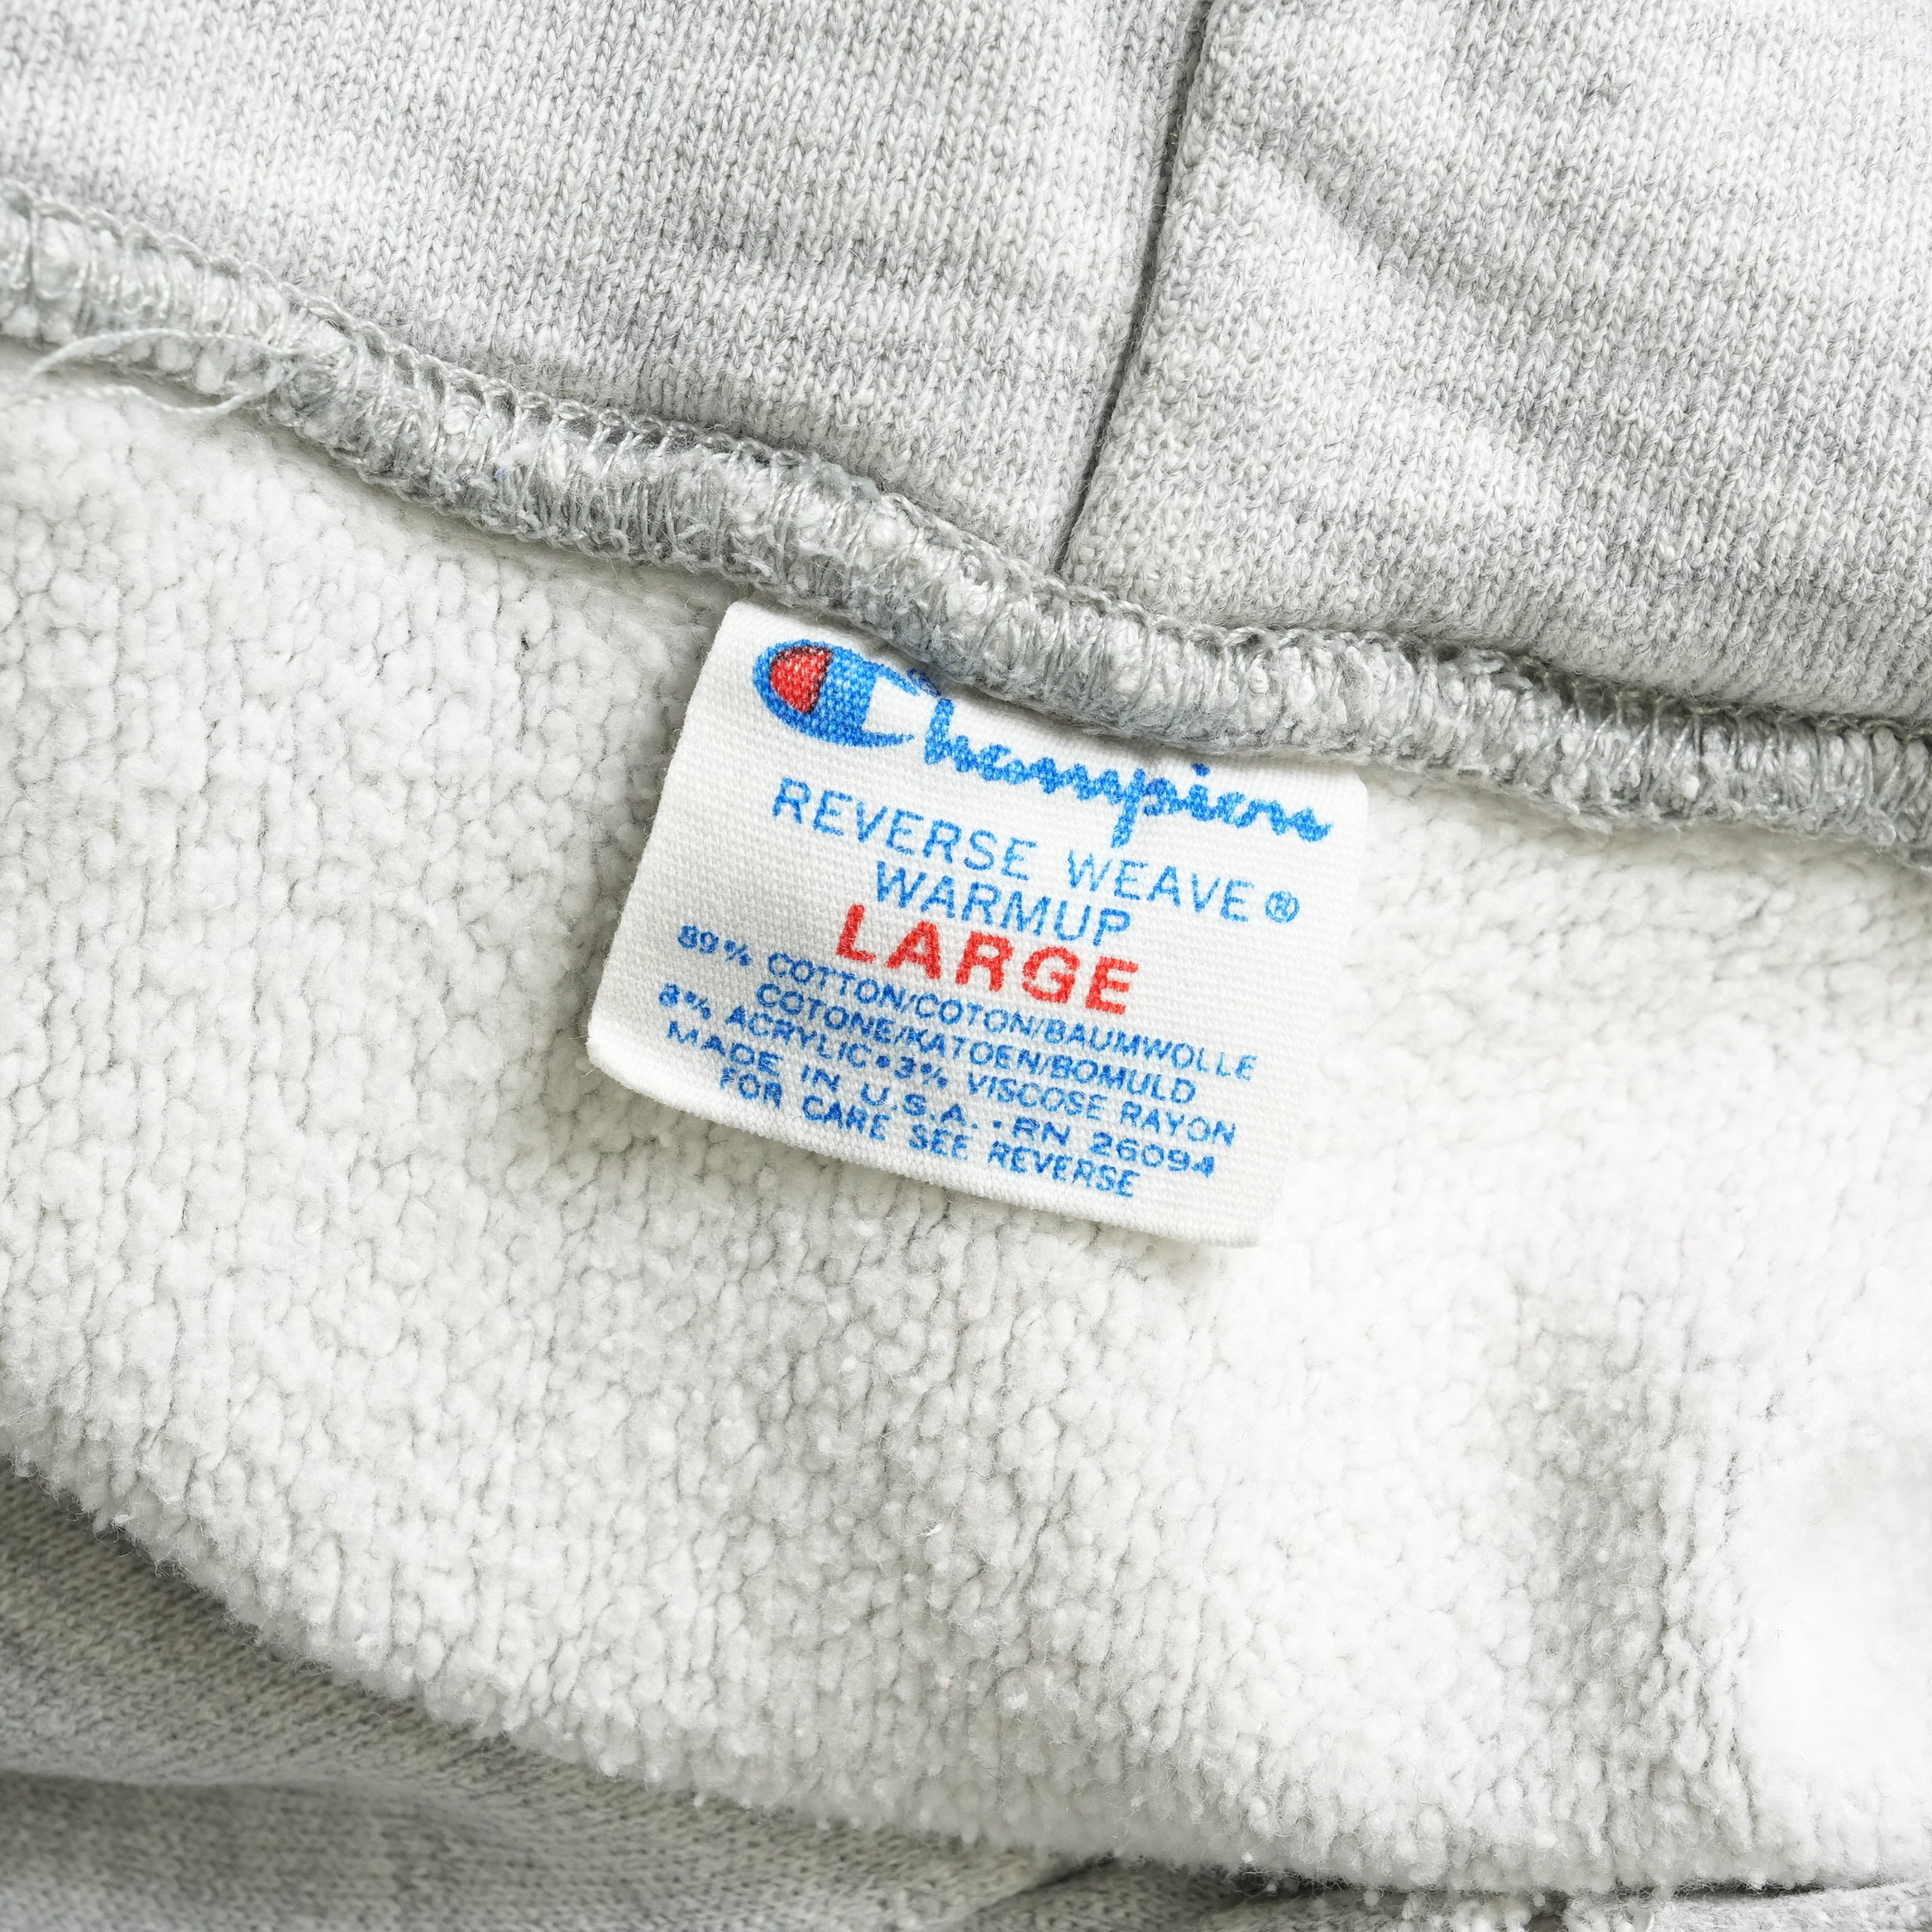 Champion
REVERSE WEAVE®
WARMUP
LARGE
89% COTTON/COTON/BAUMWOLLE
COTONE/KATOEN/BOMULD
8% ACRYLIC•3% VISCOSE RAYON
MADE IN U.S.A. • RN 26094
FOR CARE SEE REVERSE